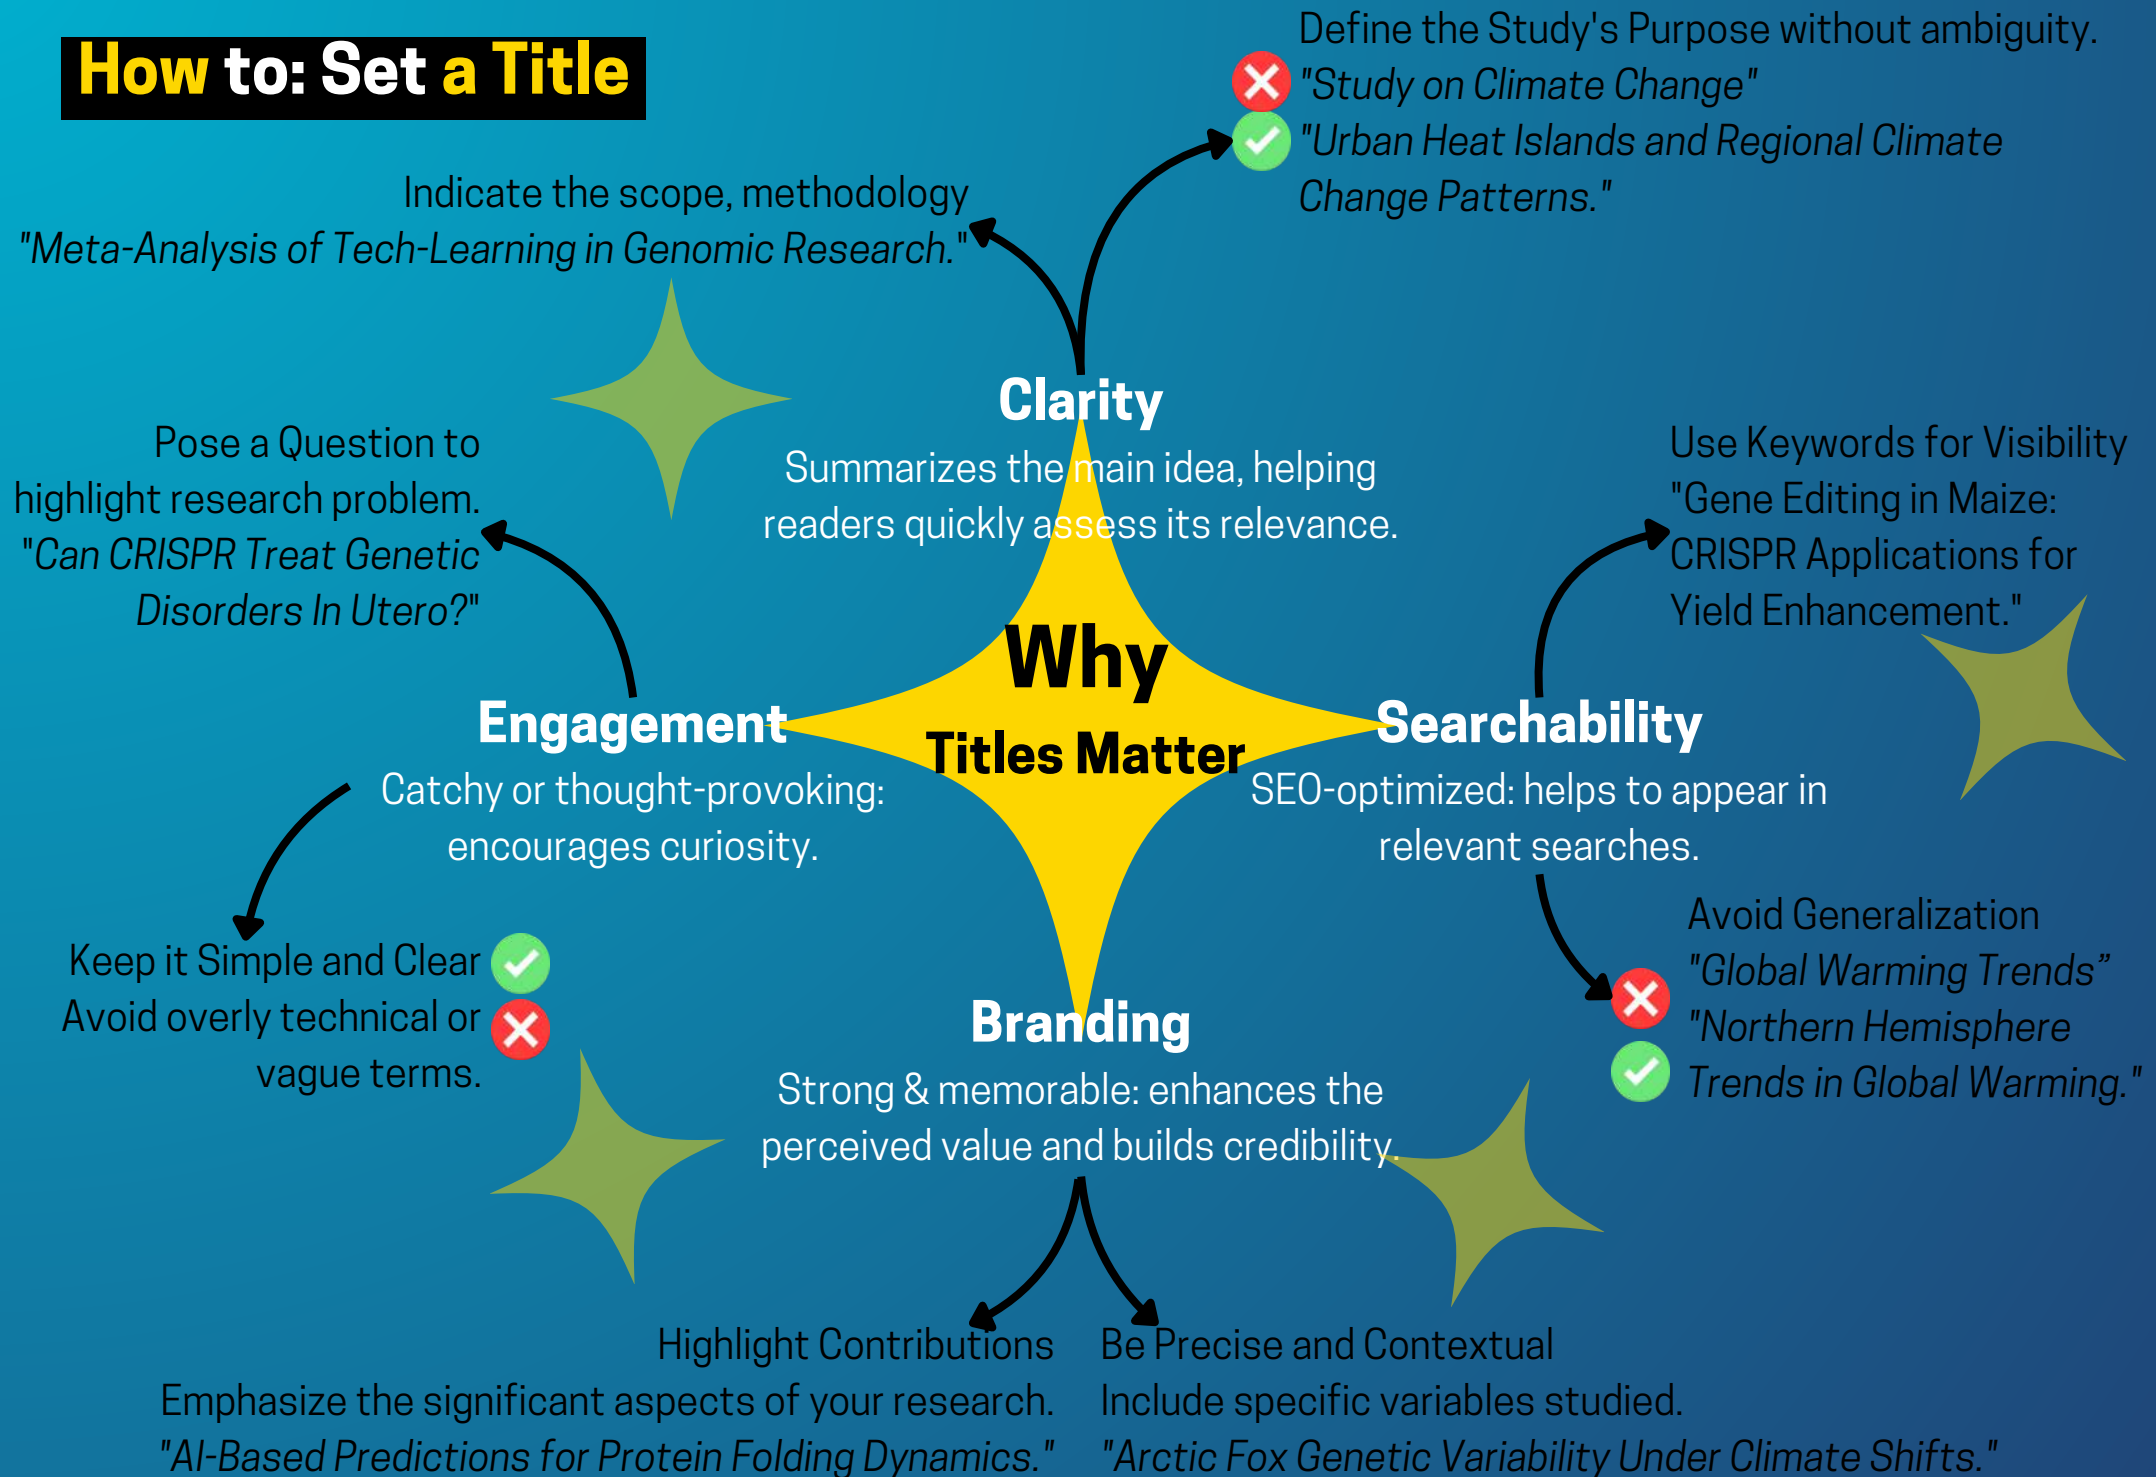 How to: Set a Title
Define the Study's Purpose without ambiguity.
"Study on Climate Change"
"Urban Heat Islands and Regional Climate
Change Patterns."
Indicate the scope, methodology
"Meta-Analysis of Tech-Learning in Genomic Research."
Clarity
Summarizes the main idea, helping
readers quickly assess its relevance.
Pose a Question to
highlight research problem.
"Can CRISPR Treat Genetic
Disorders In Utero?"
Use Keywords for Visibility
"Gene Editing in Maize:
CRISPR Applications for
Yield Enhancement."
Why
Titles Matter
Engagement
Catchy or thought-provoking:
encourages curiosity.
Searchability
SEO-optimized: helps to appear in
relevant searches.
Keep it Simple and Clear
Avoid overly technical or
vague terms.
Avoid Generalization
"Global Warming Trends”
"Northern Hemisphere
Trends in Global Warming."
Branding
Strong & memorable: enhances the
perceived value and builds credibility.
Highlight Contributions
Emphasize the significant aspects of your research.
"AI-Based Predictions for Protein Folding Dynamics."
Be Precise and Contextual
Include specific variables studied.
"Arctic Fox Genetic Variability Under Climate Shifts."